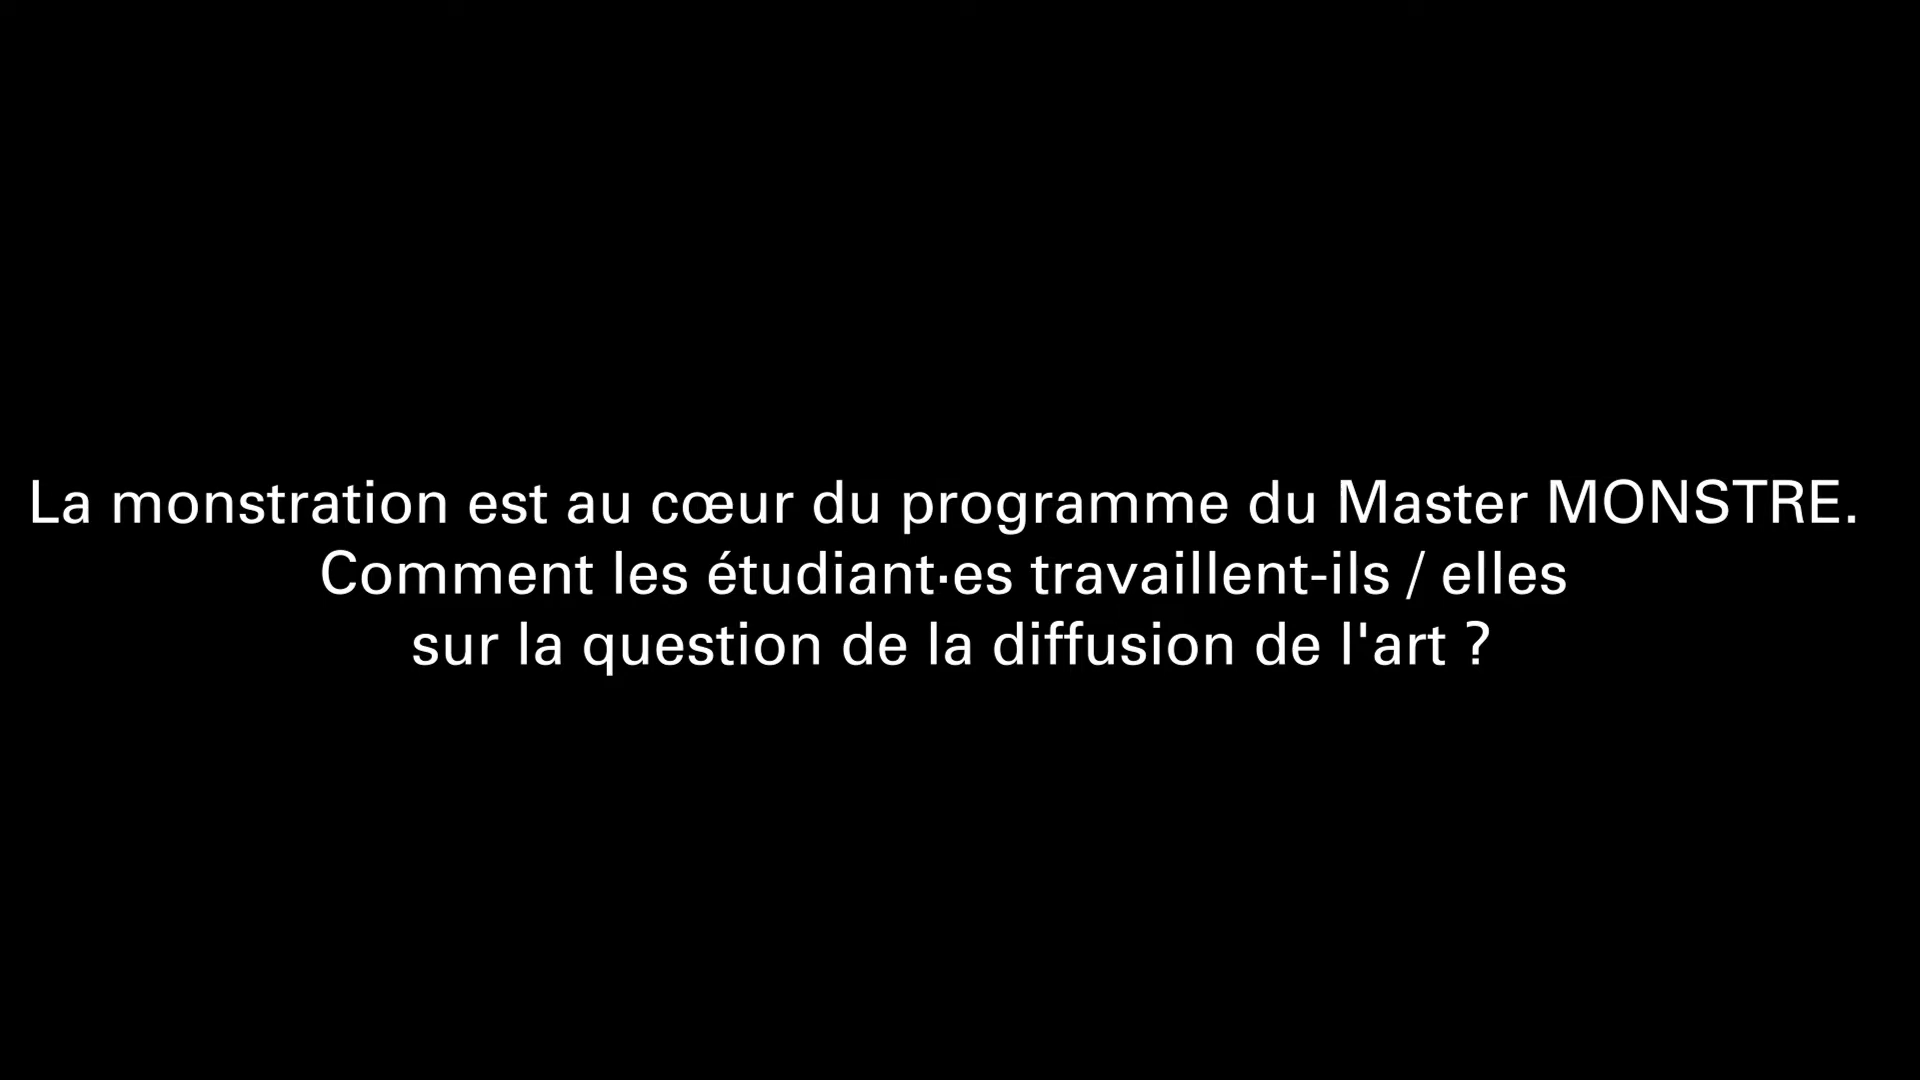 La monstration est au cœur du programme du Master MONSTRE.
Comment les étudiant·es travaillent-ils / elles
sur la question de la diffusion de l'art ?